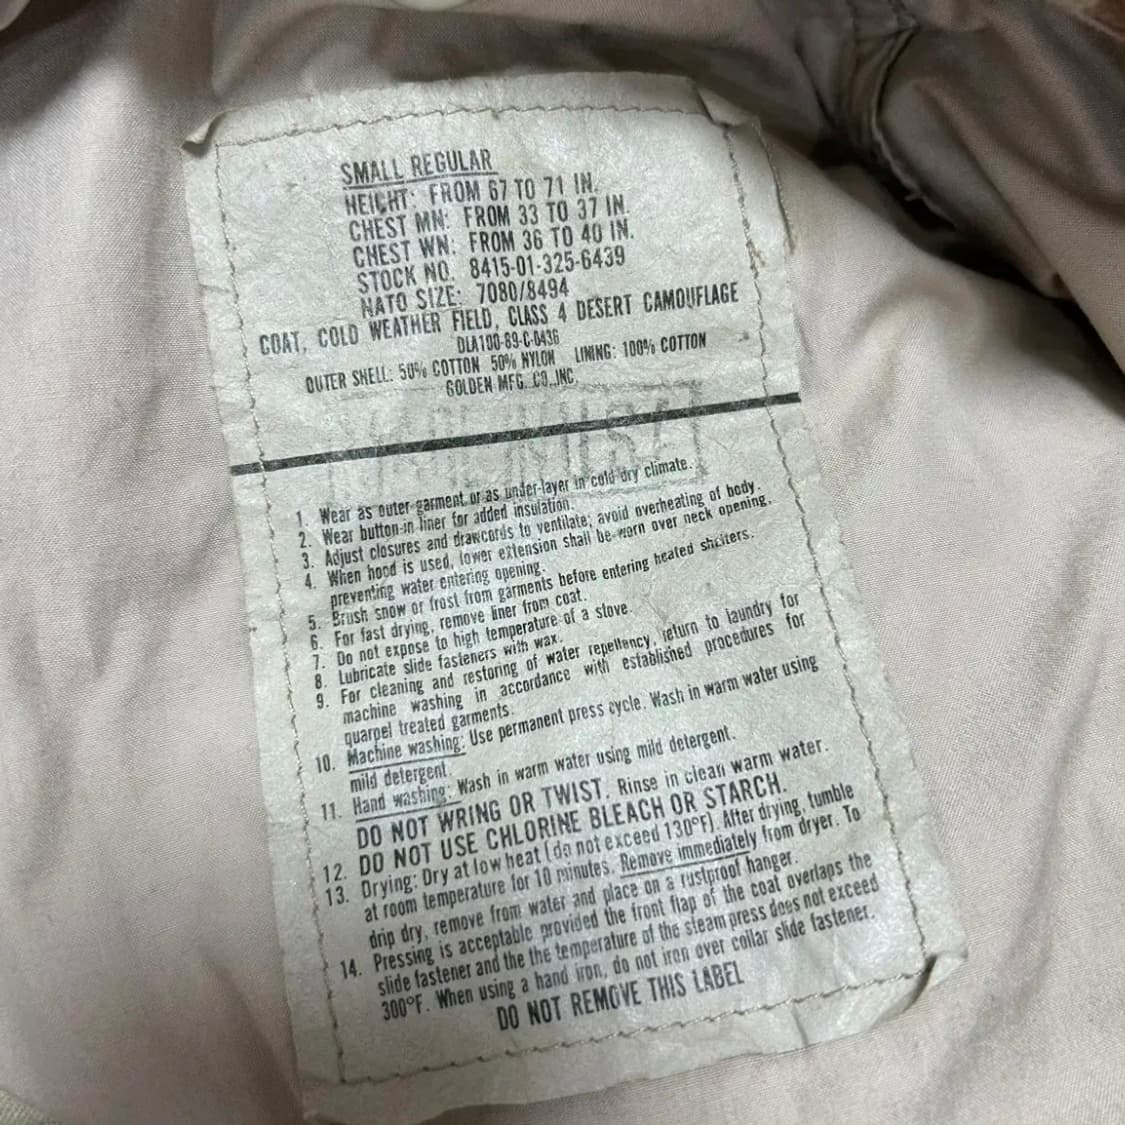 SMALL REGULAR
HEIGHT: FROM 67 TO 71 IN.
CHEST MN: FROM 33 TO 37 IN.
CHEST WN: FROM 36 TO 40 IN.
STOCK NO. 8415-01-325-6439
NATO SIZE: 7080/8494
COAT, COLD WEATHER FIELD, CLASS 4 DESERT CAMOUFLAGE
DLA100-89-C-0436
OUTER SHELL: 50% COTTON 50% NYLON LINING: 100% COTTON
GOLDEN MFG. CO.,INC.
1. Wear as outer garment or as under-layer in cold dry climate.
2. Wear button-in liner for added insulation.
3. Adjust closures and drawcords to ventilate; avoid overheating of body.
4. When hood is used, lower extension shall be worn over neck opening,
preventing water entering opening.
5. Brush snow or frost from garments before entering heated shelters.
6. For fast drying, remove liner from coat.
7. Do not expose to high temperature of a stove.
8. Lubricate slide fasteners with wax.
9. For cleaning and restoring of water repellency, return to laundry for
machine washing in accordance with established procedures for
quarpel treated garments.
10. Machine washing: Use permanent press cycle. Wash in warm water using
mild detergent.
11. Hand washing: Wash in warm water using mild detergent.
DO NOT WRING OR TWIST. Rinse in clean warm water.
12. DO NOT USE CHLORINE BLEACH OR STARCH.
13. Drying: Dry at low heat (do not exceed 130°F). After drying, tumble
at room temperature for 10 minutes. Remove immediately from dryer. To
drip dry, remove from water and place on a rustproof hanger.
14. Pressing is acceptable provided the front flap of the coat overlaps the
slide fastener and the the temperature of the steam press does not exceed
300°F. When using a hand iron, do not iron over collar slide fastener.
DO NOT REMOVE THIS LABEL